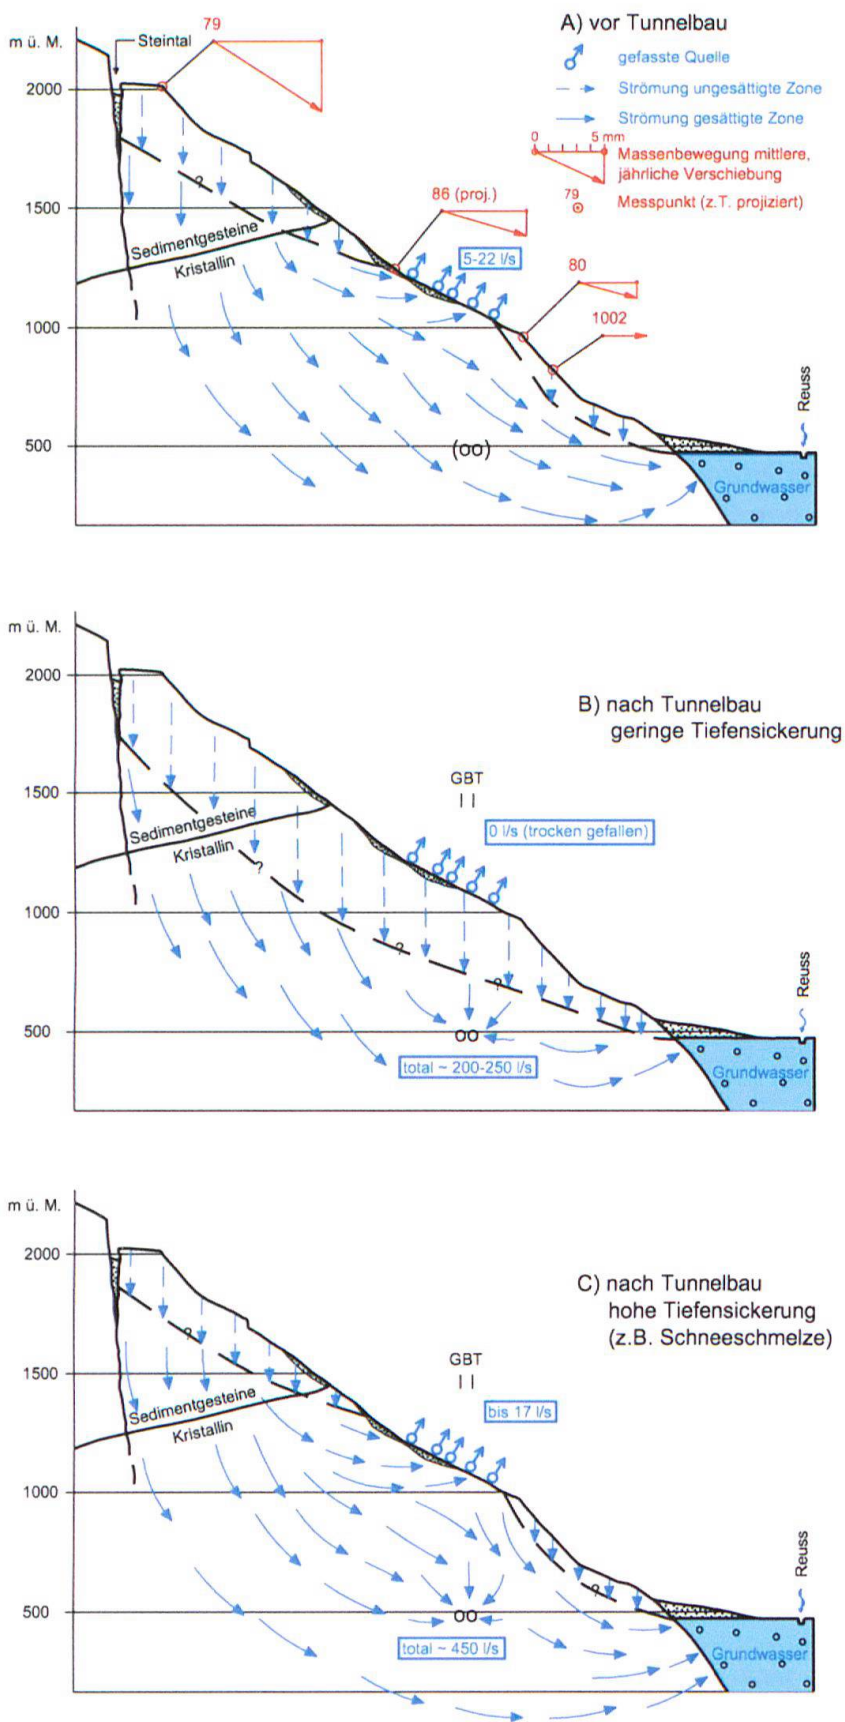 A) vor Tunnelbau
m ü. M.
Steintal
79
gefasste Quelle
Strömung ungesättigte Zone
Strömung gesättigte Zone
0 5 mm
Massenbewegung mittlere,
jährliche Verschiebung
79
Messpunkt (z.T. projiziert)
2000
?
1500
86 (proj.)
Sedimentgesteine
Kristallin
5-22 l/s
80
1002
1000
Reuss
500
(oo)
Grundwasser
m ü. M.
2000
B) nach Tunnelbau
geringe Tiefensickerung
GBT
1500
Sedimentgesteine
Kristallin
0 l/s (trocken gefallen)
?
1000
?
?
Reuss
500
oo
total ~ 200-250 l/s
Grundwasser
m ü. M.
2000
C) nach Tunnelbau
hohe Tiefensickerung
(z.B. Schneeschmelze)
?
GBT
1500
Sedimentgesteine
Kristallin
bis 17 l/s
1000
Reuss
?
500
oo
total ~ 450 l/s
Grundwasser